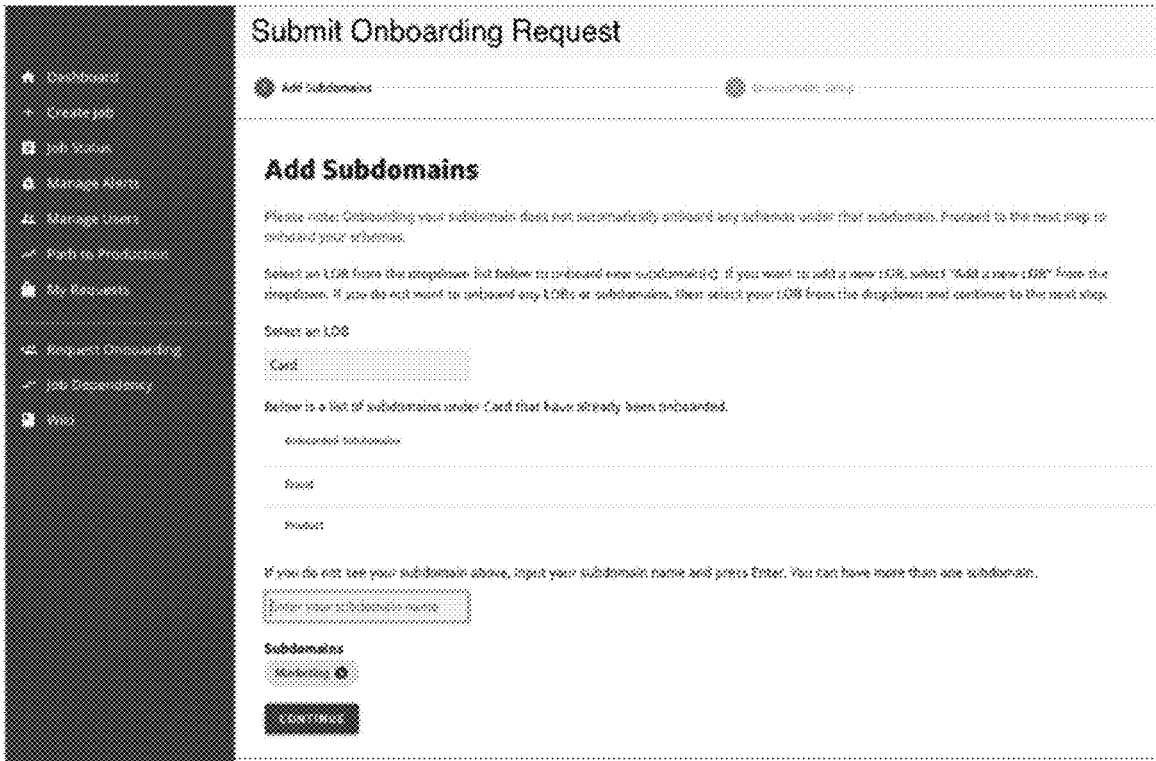 Submit Onboarding Request
Dashboard
Create Job
Job Status
Manage Alerts
Manage Users
Path to Production
My Requests
Request Onboarding
Job Dependency
Wiki
Add Subdomains
Add Subdomains
Please note: Onboarding your subdomain does not automatically onboard any schemas under that subdomain. Proceed to the next step to
onboard your schemas.
Select an LOB from the dropdown list below to onboard new subdomain(s). If you want to add a new LOB, select "Add a new LOB" from the
dropdown. If you do not want to onboard any LOBs or subdomains, then select your LOB from the dropdown and continue to the next step.
Select an LOB
Card
Below is a list of subdomains under Card that have already been onboarded.
Onboarded Subdomains
Fraud
Product
If you do not see your subdomain above, input your subdomain name and press Enter. You can have more than one subdomain.
Enter your subdomain name
Subdomains
Marketing
CONTINUE